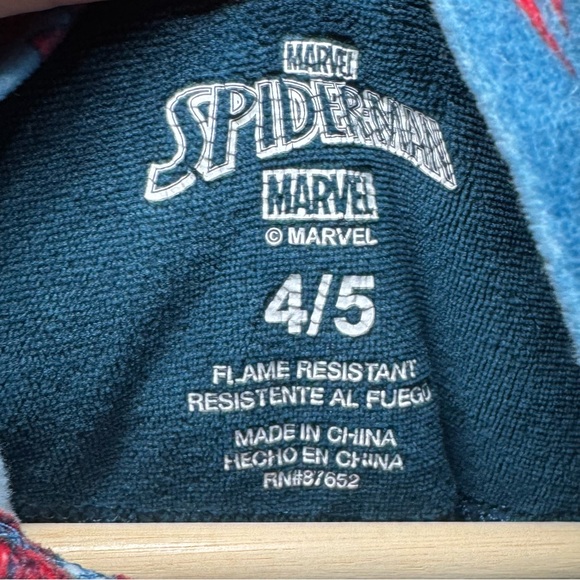 MARVEL
SPIDER-MAN
MARVEL
© MARVEL
4/5
FLAME RESISTANT
RESISTENTE AL FUEGO
MADE IN CHINA
HECHO EN CHINA
RN#87652